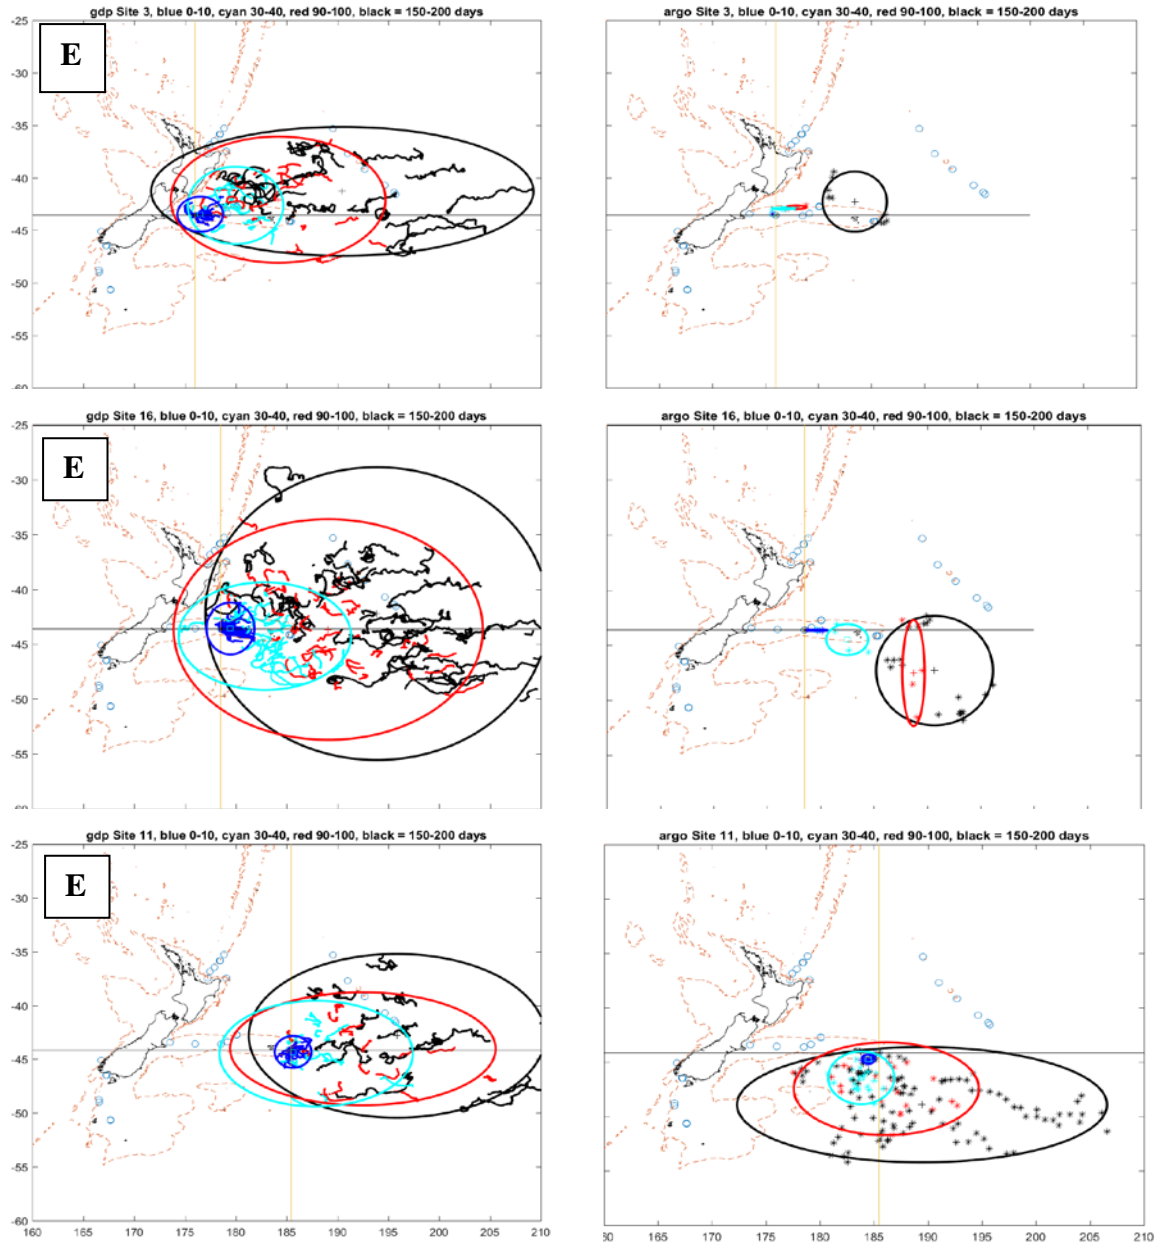 gdp Site 3, blue 0-10, cyan 30-40, red 90-100, black = 150-200 days
argo Site 3, blue 0-10, cyan 30-40, red 90-100, black = 150-200 days
E
-25
-30
-35
-40
-45
-50
-55
-60
gdp Site 16, blue 0-10, cyan 30-40, red 90-100, black = 150-200 days
argo Site 16, blue 0-10, cyan 30-40, red 90-100, black = 150-200 days
E
-25
-30
-35
-40
-45
-50
-55
-60
gdp Site 11, blue 0-10, cyan 30-40, red 90-100, black = 150-200 days
argo Site 11, blue 0-10, cyan 30-40, red 90-100, black = 150-200 days
E
-25
-30
-35
-40
-45
-50
-55
-60
160 165 170 175 180 185 190 195 200 205 210
60 165 170 175 180 185 190 195 200 205 210